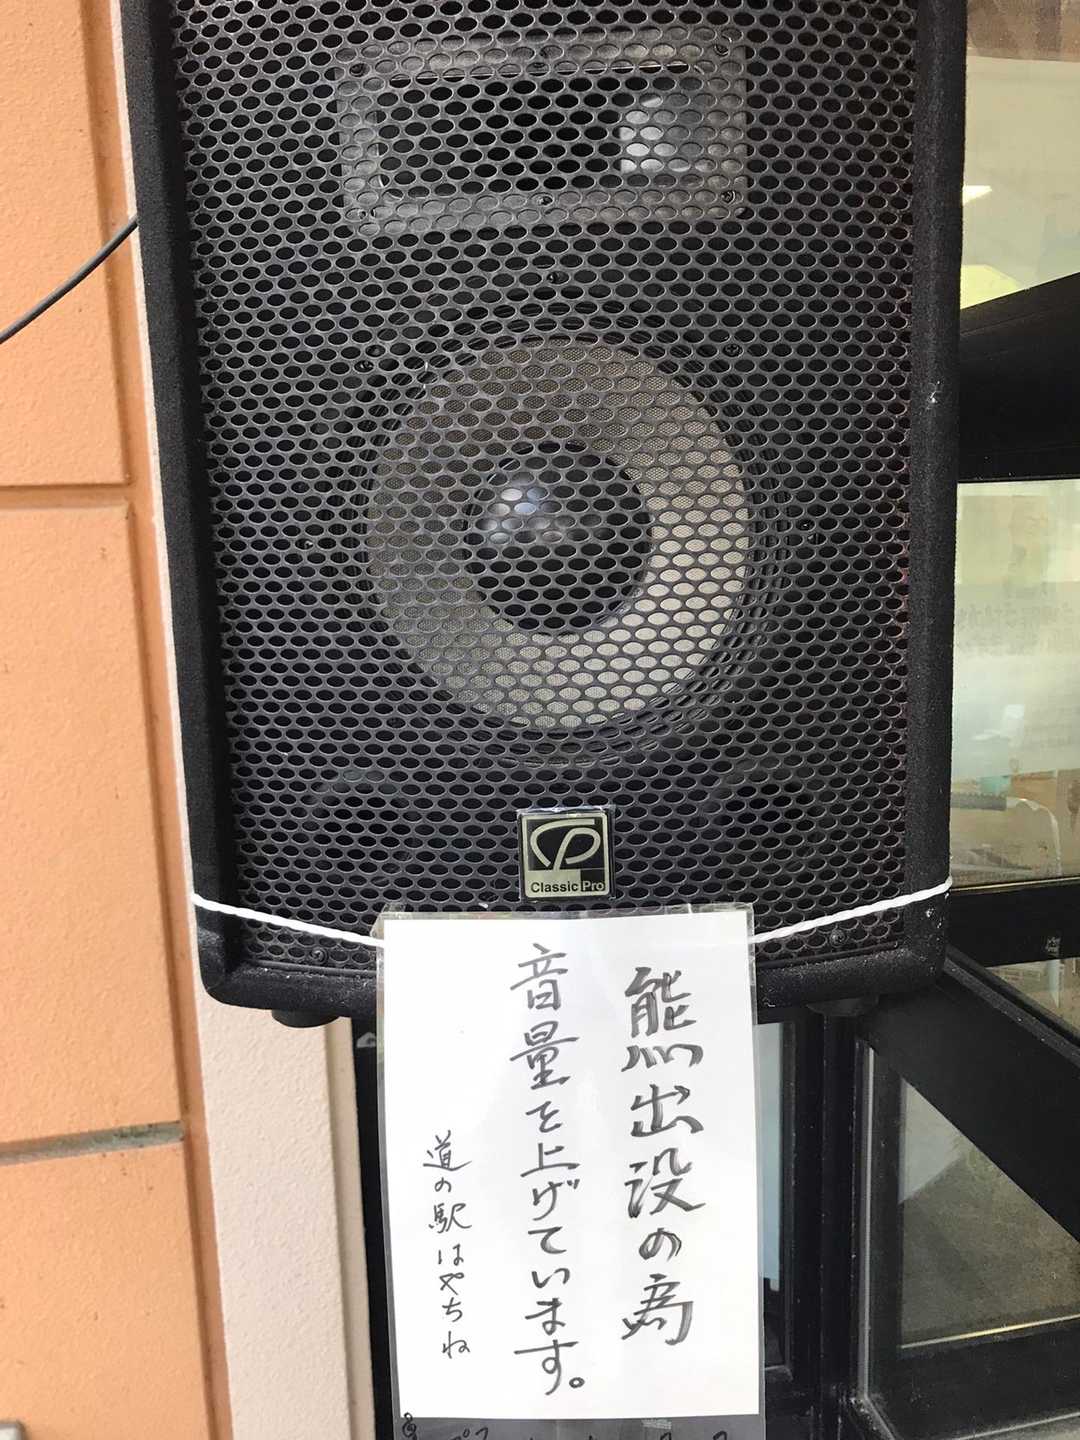 Classic Pro
熊出没の為
音量を上げています。
道の駅はやちね